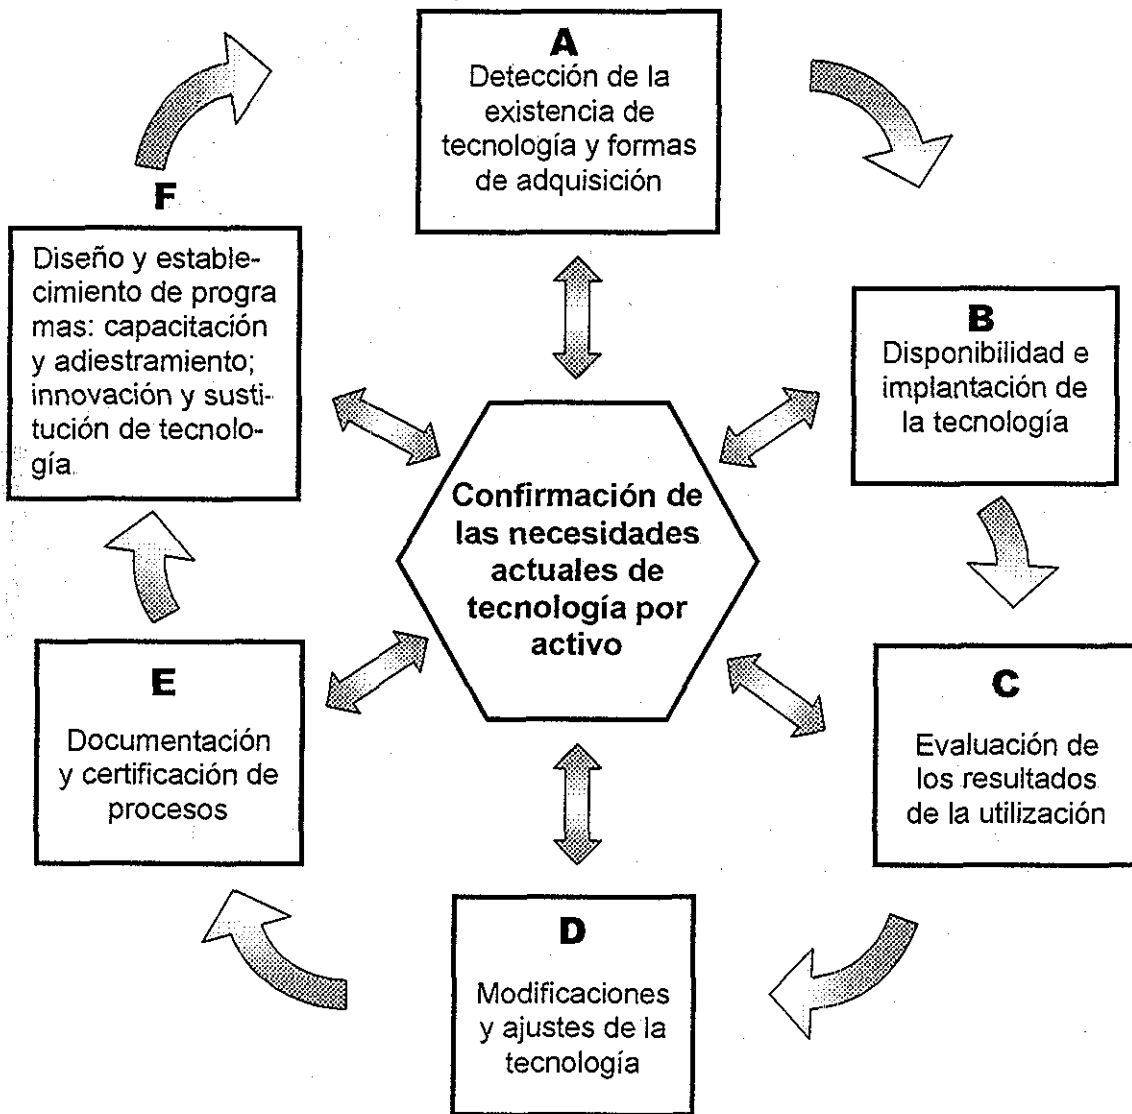 A
Detección de la
existencia de
tecnología y formas
de adquisición
F
Diseño y estable-
cimiento de progra
mas: capacitación
y adiestramiento;
innovación y susti-
tución de tecnolo-
gía.
B
Disponibilidad e
implantación de
la tecnología
Confirmación de
las necesidades
actuales de
tecnología por
activo
E
Documentación
y certificación de
procesos
C
Evaluación de
los resultados
de la utilización
D
Modificaciones
y ajustes de la
tecnología